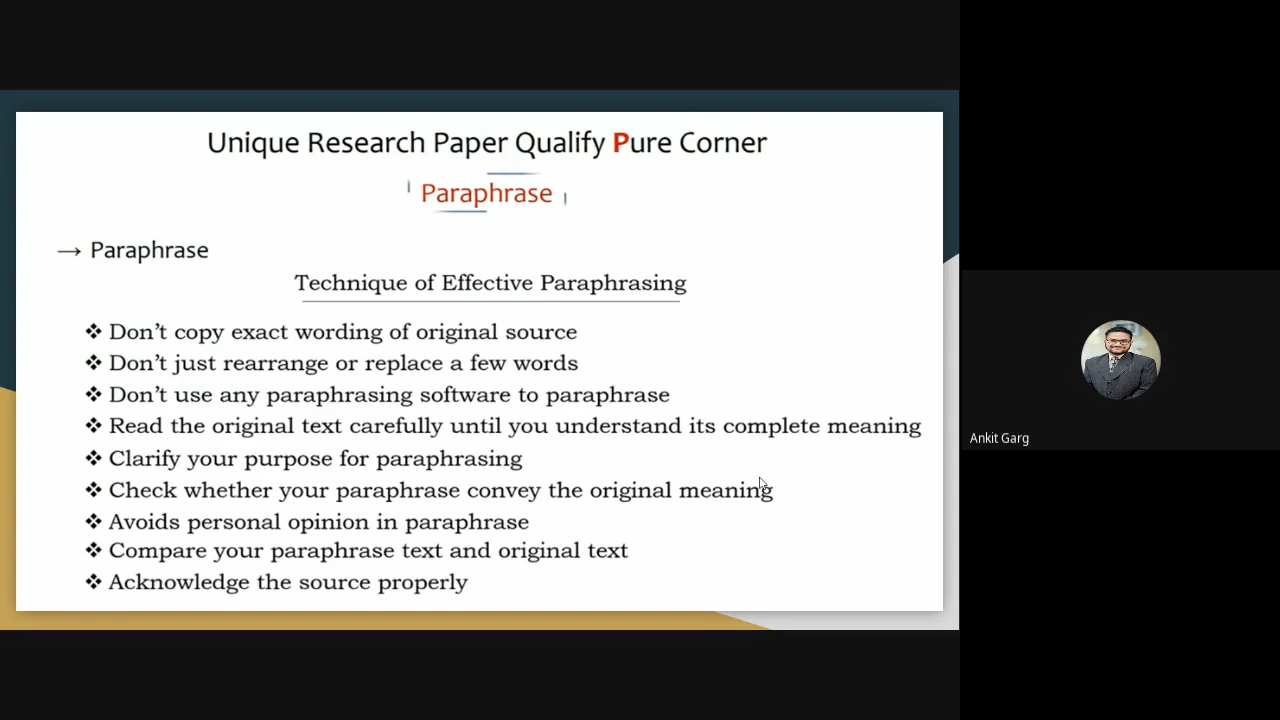 Unique Research Paper Qualify Pure Corner
Paraphrase
→ Paraphrase
Technique of Effective Paraphrasing
❖ Don't copy exact wording of original source
❖ Don't just rearrange or replace a few words
❖ Don't use any paraphrasing software to paraphrase
❖ Read the original text carefully until you understand its complete meaning
❖ Clarify your purpose for paraphrasing
❖ Check whether your paraphrase convey the original meaning
❖ Avoids personal opinion in paraphrase
❖ Compare your paraphrase text and original text
❖ Acknowledge the source properly
Ankit Garg